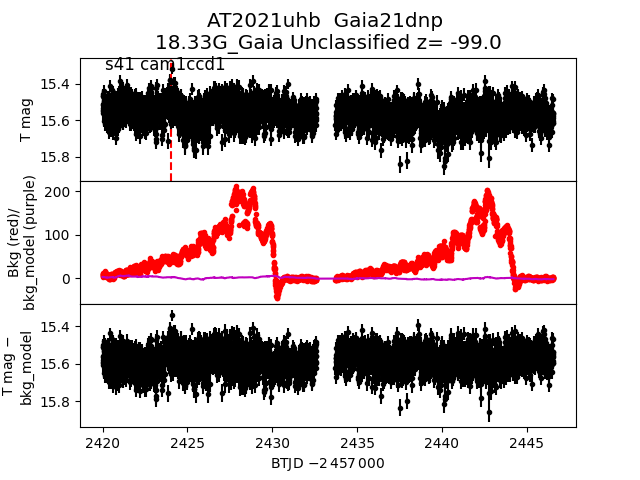 AT2021uhb  Gaia21dnp
18.33G_Gaia Unclassified z= -99.0
s41 cam1ccd1
T mag
15.4
15.6
15.8
Bkg (red)/
bkg_model (purple)
200
100
0
T mag −
bkg_model
15.4
15.6
15.8
2420 2425 2430 2435 2440 2445
BTJD −2 457 000